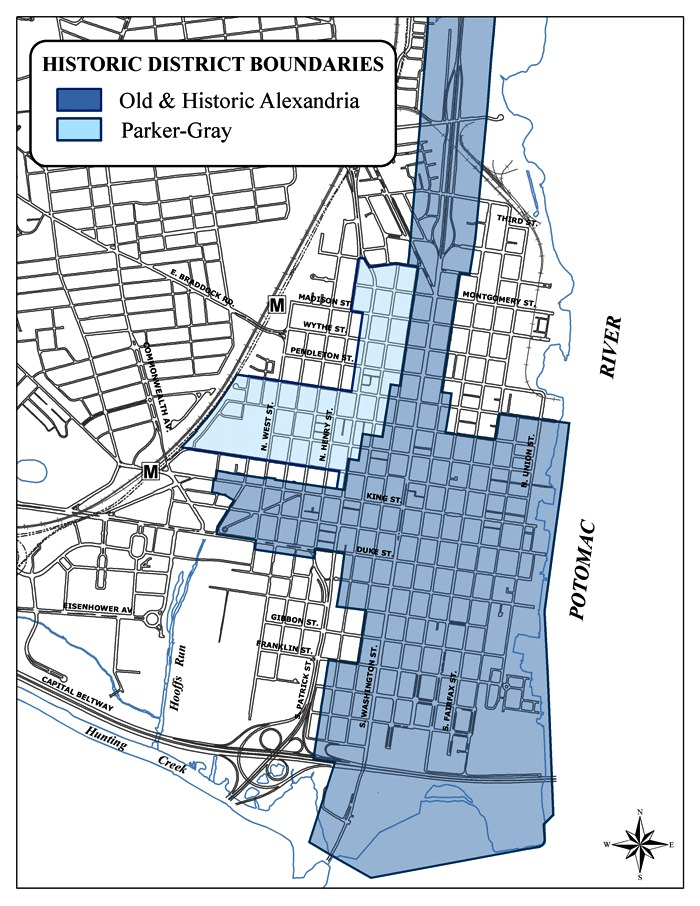 HISTORIC DISTRICT BOUNDARIES
Old & Historic Alexandria
Parker-Gray
THIRD ST.
E. BRADDOCK RD.
M
MADISON ST.
MONTGOMERY ST.
WYTHE ST.
PENDLETON ST.
RIVER
COMMONWEALTH AV.
N. WEST ST.
N. HENRY ST.
N. UNION ST.
M
KING ST.
DUKE ST.
POTOMAC
EISENHOWER AV.
GIBBON ST.
FRANKLIN ST.
Hooffs Run
S. PATRICK ST.
S. WASHINGTON ST.
S. FAIRFAX ST.
CAPITAL BELTWAY
Hunting
Creek
N
W
E
S